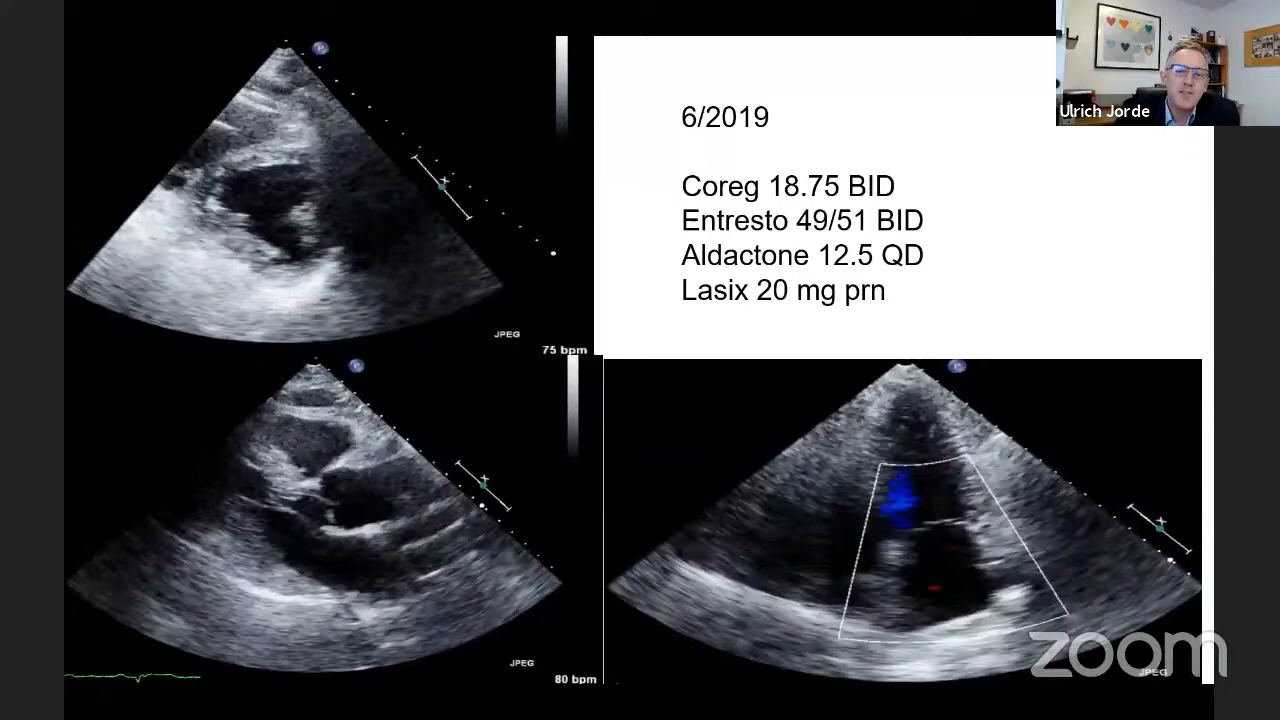 Ulrich Jorde
6/2019
Coreg 18.75 BID
Entresto 49/51 BID
Aldactone 12.5 QD
Lasix 20 mg prn
P
JPEG
75 bpm
P
JPEG
80 bpm
P
JPEG
zoom